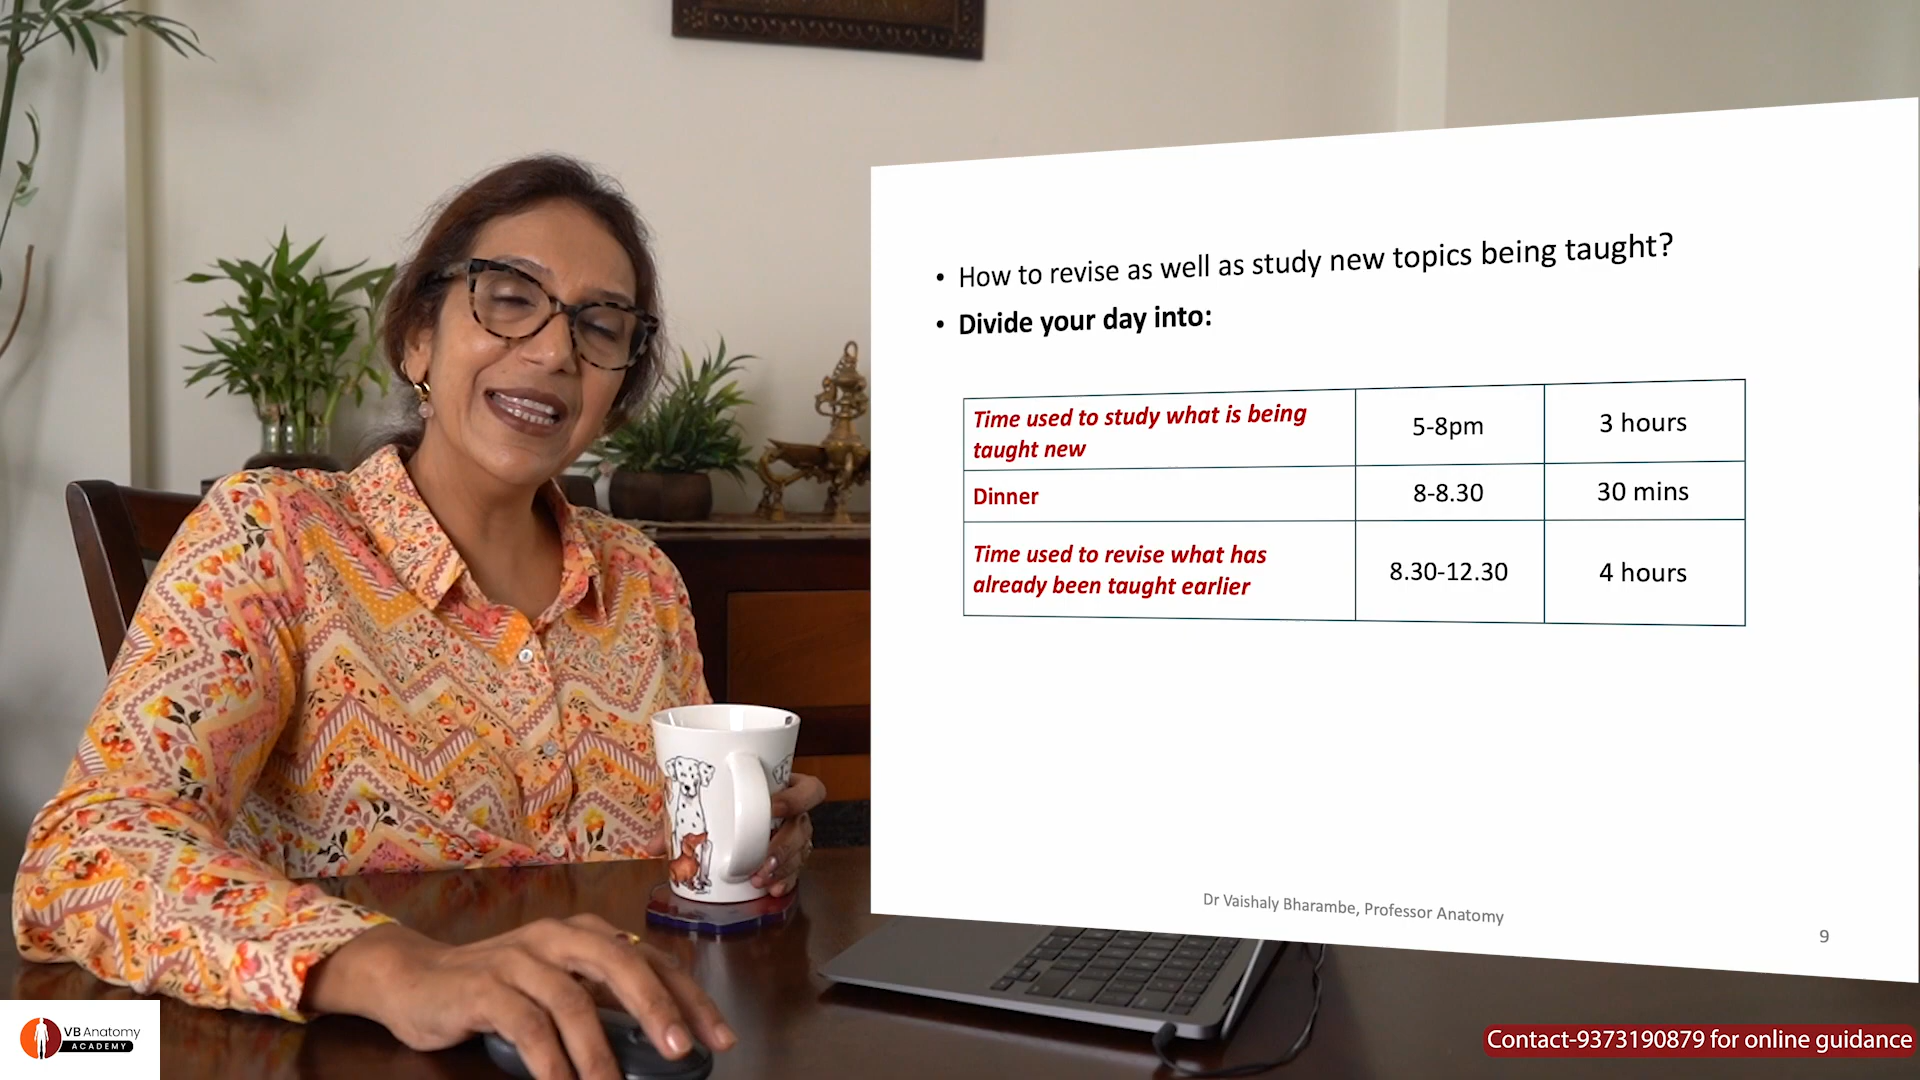 • How to revise as well as study new topics being taught?
• Divide your day into:
Time used to study what is being
taught new
5-8pm
3 hours
Dinner
8-8.30
30 mins
Time used to revise what has
already been taught earlier
8.30-12.30
4 hours
Dr Vaishaly Bharambe, Professor Anatomy
9
VB Anatomy
ACADEMY
Contact-9373190879 for online guidance